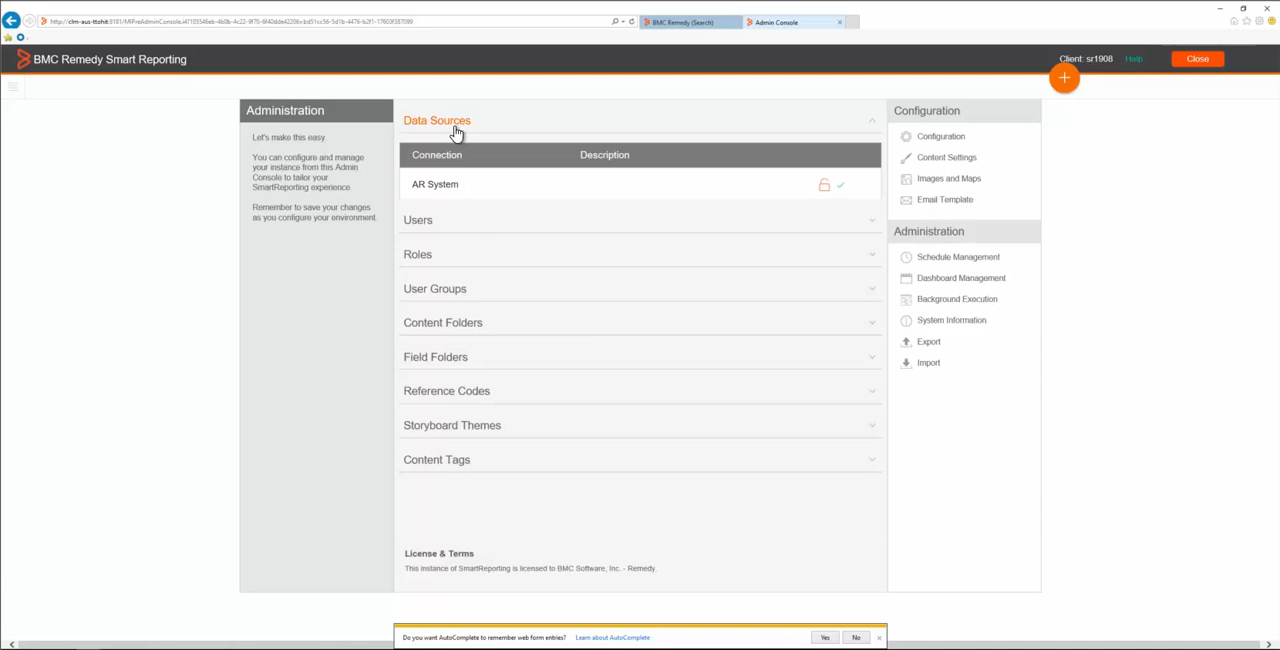 BMC Remedy (Search)
Admin Console
BMC Remedy Smart Reporting
Client: sr1908
Help
Close
Administration
Let's make this easy.
You can configure and manage
your instance from this Admin
Console to tailor your
SmartReporting experience.
Remember to save your changes
as you configure your environment.
Data Sources
Connection
Description
AR System
Users
Roles
User Groups
Content Folders
Field Folders
Reference Codes
Storyboard Themes
Content Tags
License & Terms
This instance of SmartReporting is licensed to BMC Software, Inc. - Remedy.
Configuration
Configuration
Content Settings
Images and Maps
Email Template
Administration
Schedule Management
Dashboard Management
Background Execution
System Information
Export
Import
Do you want AutoComplete to remember web form entries?
Learn about AutoComplete
Yes
No